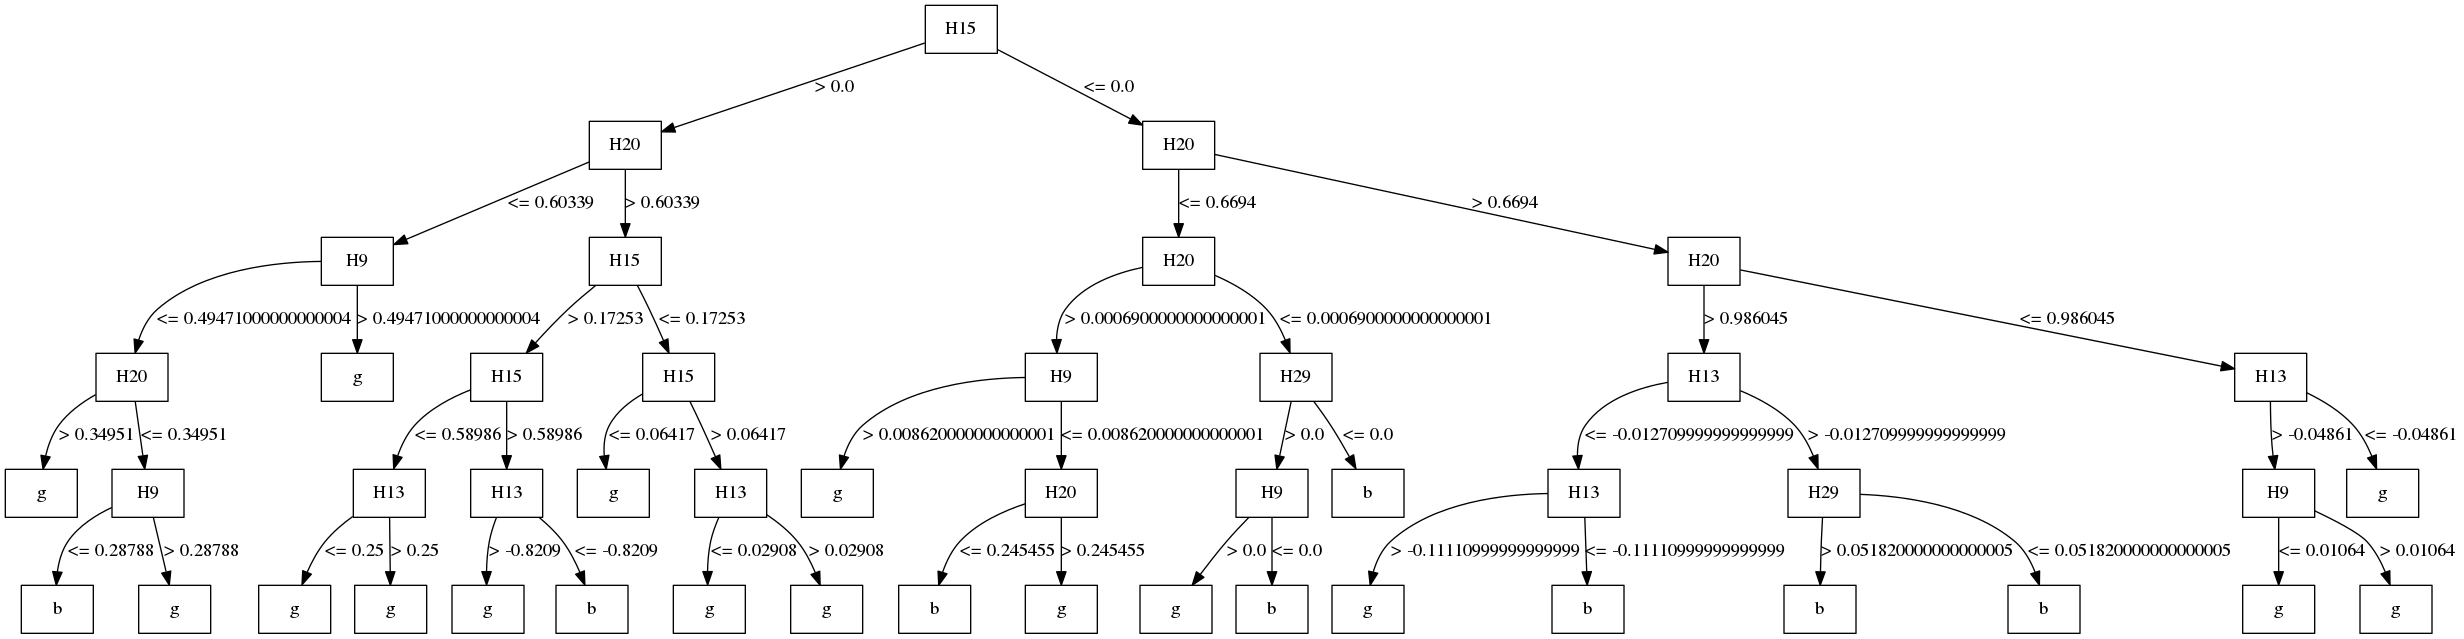 H15
> 0.0
<= 0.0
H20
H20
<= 0.60339
> 0.60339
<= 0.6694
> 0.6694
H9
H15
H20
H20
<= 0.49471000000000004
> 0.49471000000000004
> 0.17253
<= 0.17253
> 0.0006900000000000001
<= 0.0006900000000000001
> 0.986045
<= 0.986045
H20
g
H15
H15
H9
H29
H13
H13
> 0.34951
<= 0.34951
<= 0.58986
> 0.58986
<= 0.06417
> 0.06417
> 0.008620000000000001
<= 0.008620000000000001
> 0.0
<= 0.0
<= -0.012709999999999999
> -0.012709999999999999
> -0.04861
<= -0.04861
g
H9
H13
H13
g
H13
g
H20
H9
b
H13
H29
H9
g
<= 0.28788
> 0.28788
<= 0.25
> 0.25
> -0.8209
<= -0.8209
<= 0.02908
> 0.02908
<= 0.245455
> 0.245455
> 0.0
<= 0.0
> -0.11109999999999999
<= -0.11109999999999999
> 0.051820000000000005
<= 0.051820000000000005
<= 0.01064
> 0.01064
b
g
g
g
g
b
g
g
b
g
g
b
g
b
b
b
g
g